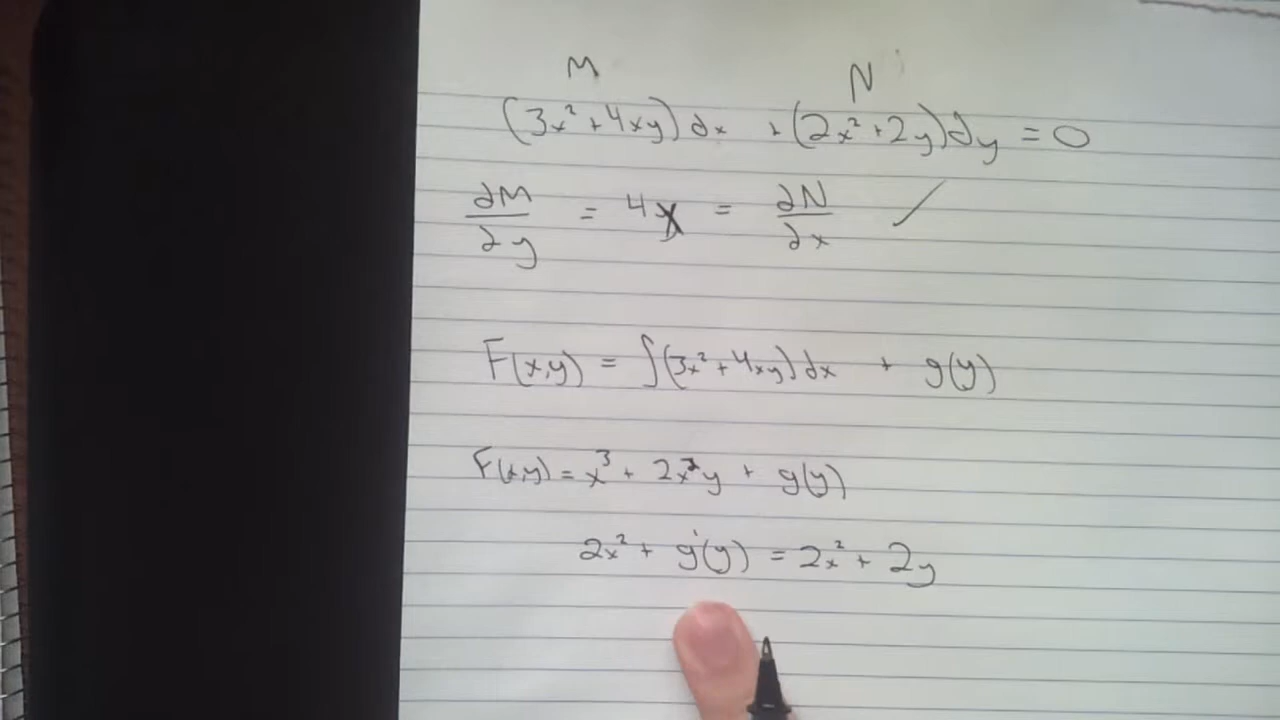 M N
(3x² + 4xy) dx + (2x² + 2y) dy = 0
∂M/∂y = 4x = ∂N/∂x ✓
F(x,y) = ∫(3x² + 4xy) dx + g(y)
F(x,y) = x³ + 2x²y + g(y)
2x² + g'(y) = 2x² + 2y